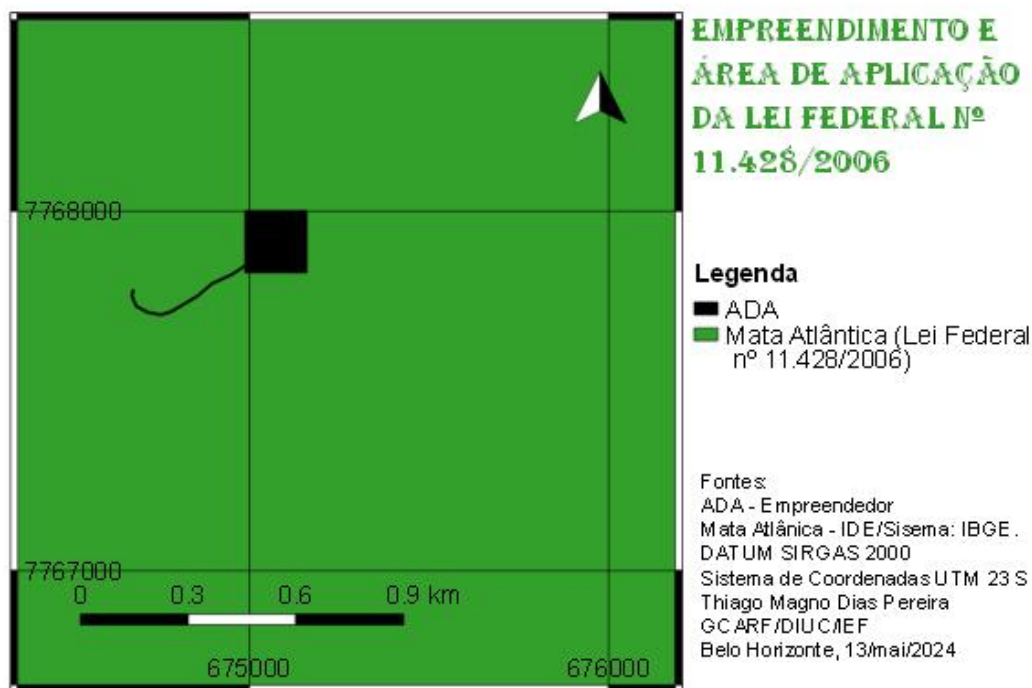 EMPREENDIMENTO E
ÁREA DE APLICAÇÃO
DA LEI FEDERAL Nº
11.428/2006
7768000
Legenda
ADA
Mata Atlântica (Lei Federal
nº 11.428/2006)
7767000
0 0.3 0.6 0.9 km
675000 676000
Fontes:
ADA - Empreendedor
Mata Atlânica - IDE/Sisema: IBGE.
DATUM SIRGAS 2000
Sistema de Coordenadas UTM 23 S
Thiago Magno Dias Pereira
GCARF/DIUC/IEF
Belo Horizonte, 13/mai/2024